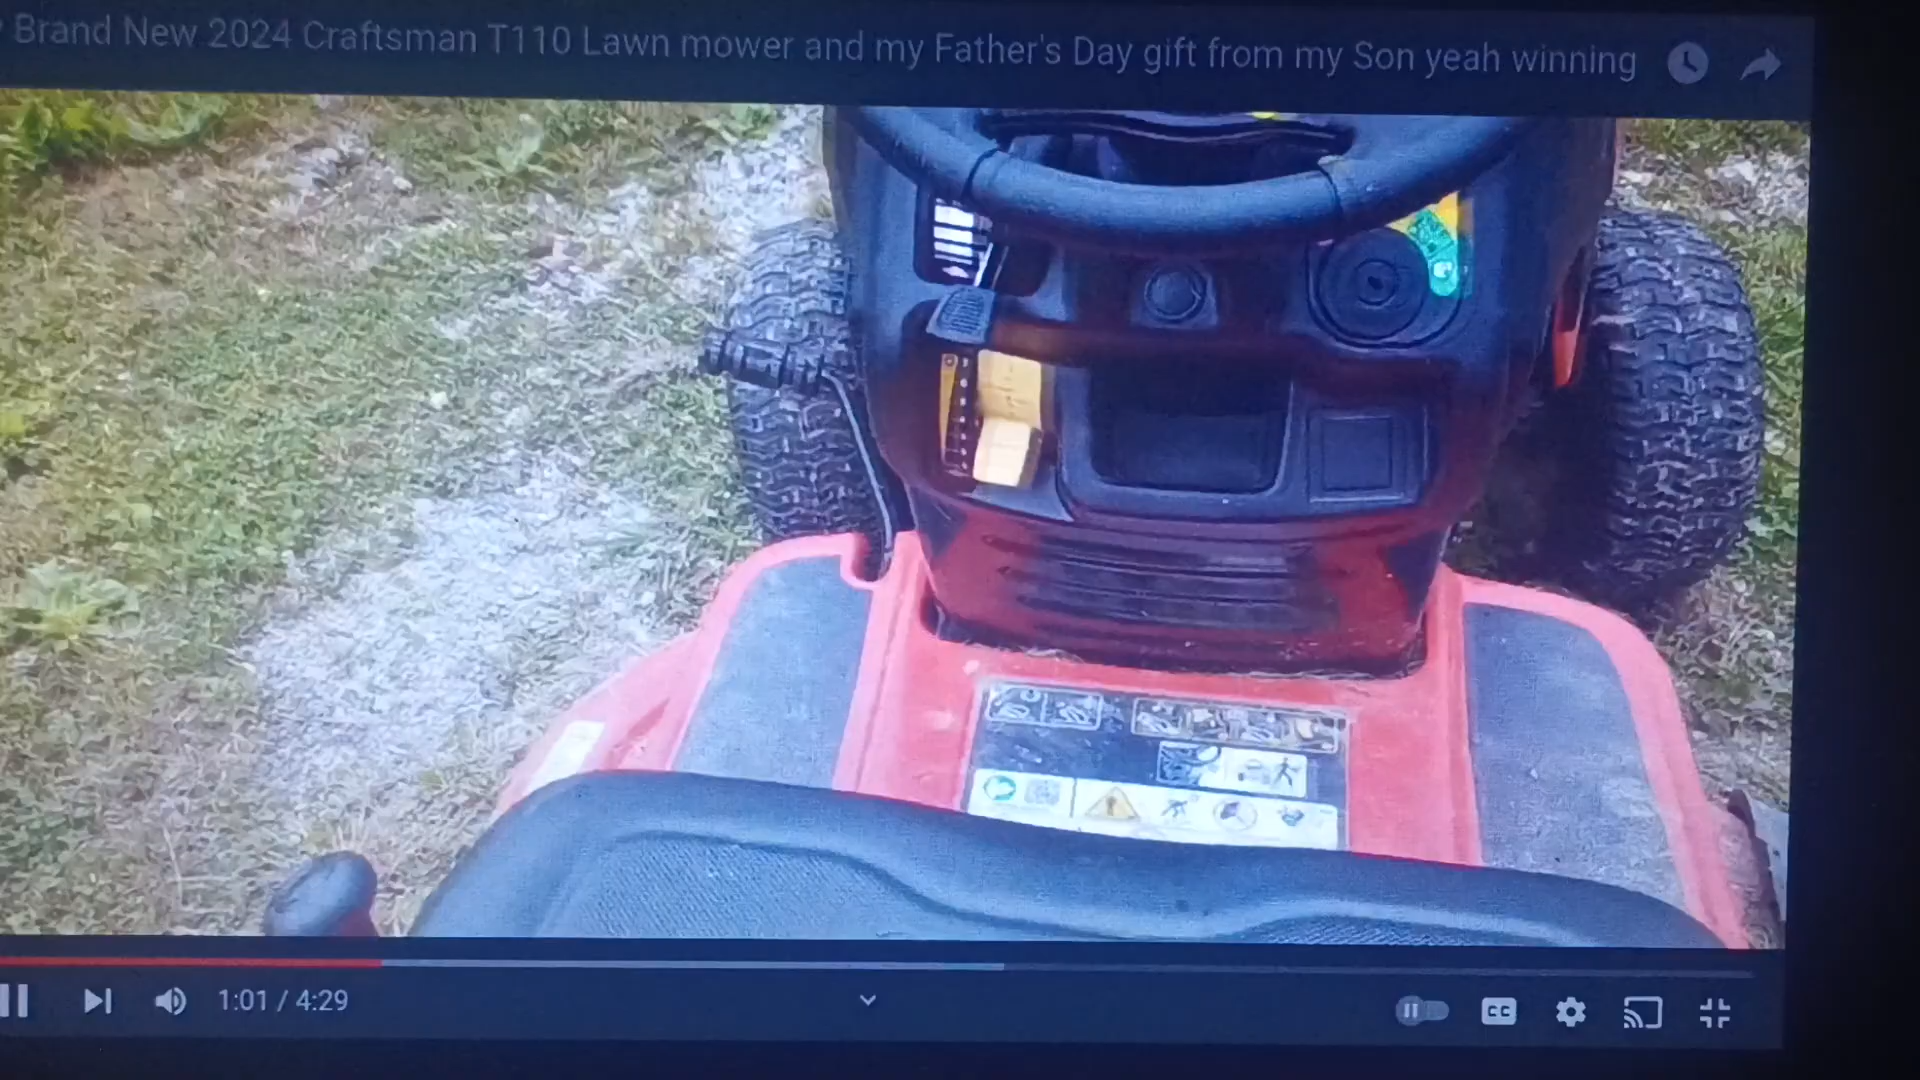 Brand New 2024 Craftsman T110 Lawn mower and my Father's Day gift from my Son yeah winning
1:01 / 4:29
CC